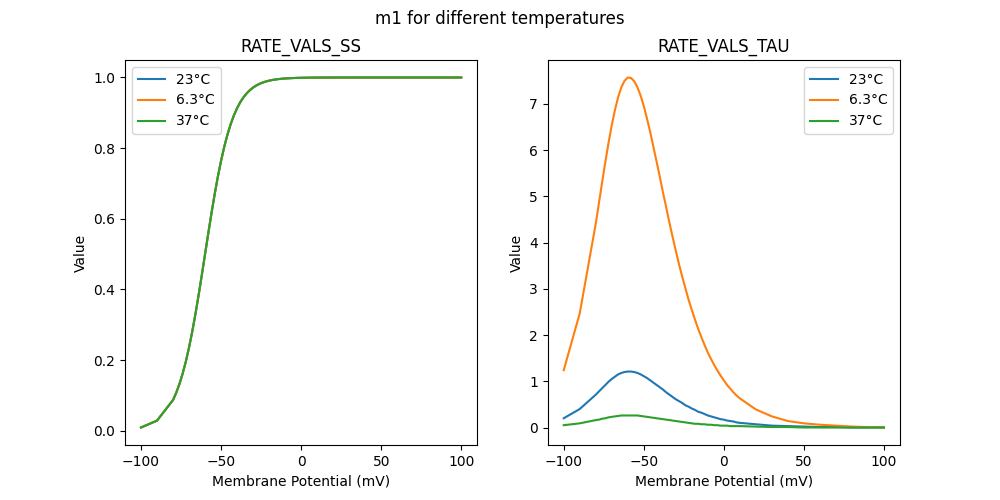 m1 for different temperatures
RATE_VALS_SS
23°C
6.3°C
37°C
1.0
0.8
0.6
0.4
0.2
0.0
Value
−100
−50
0
50
100
Membrane Potential (mV)
RATE_VALS_TAU
23°C
6.3°C
37°C
7
6
5
4
3
2
1
0
Value
−100
−50
0
50
100
Membrane Potential (mV)